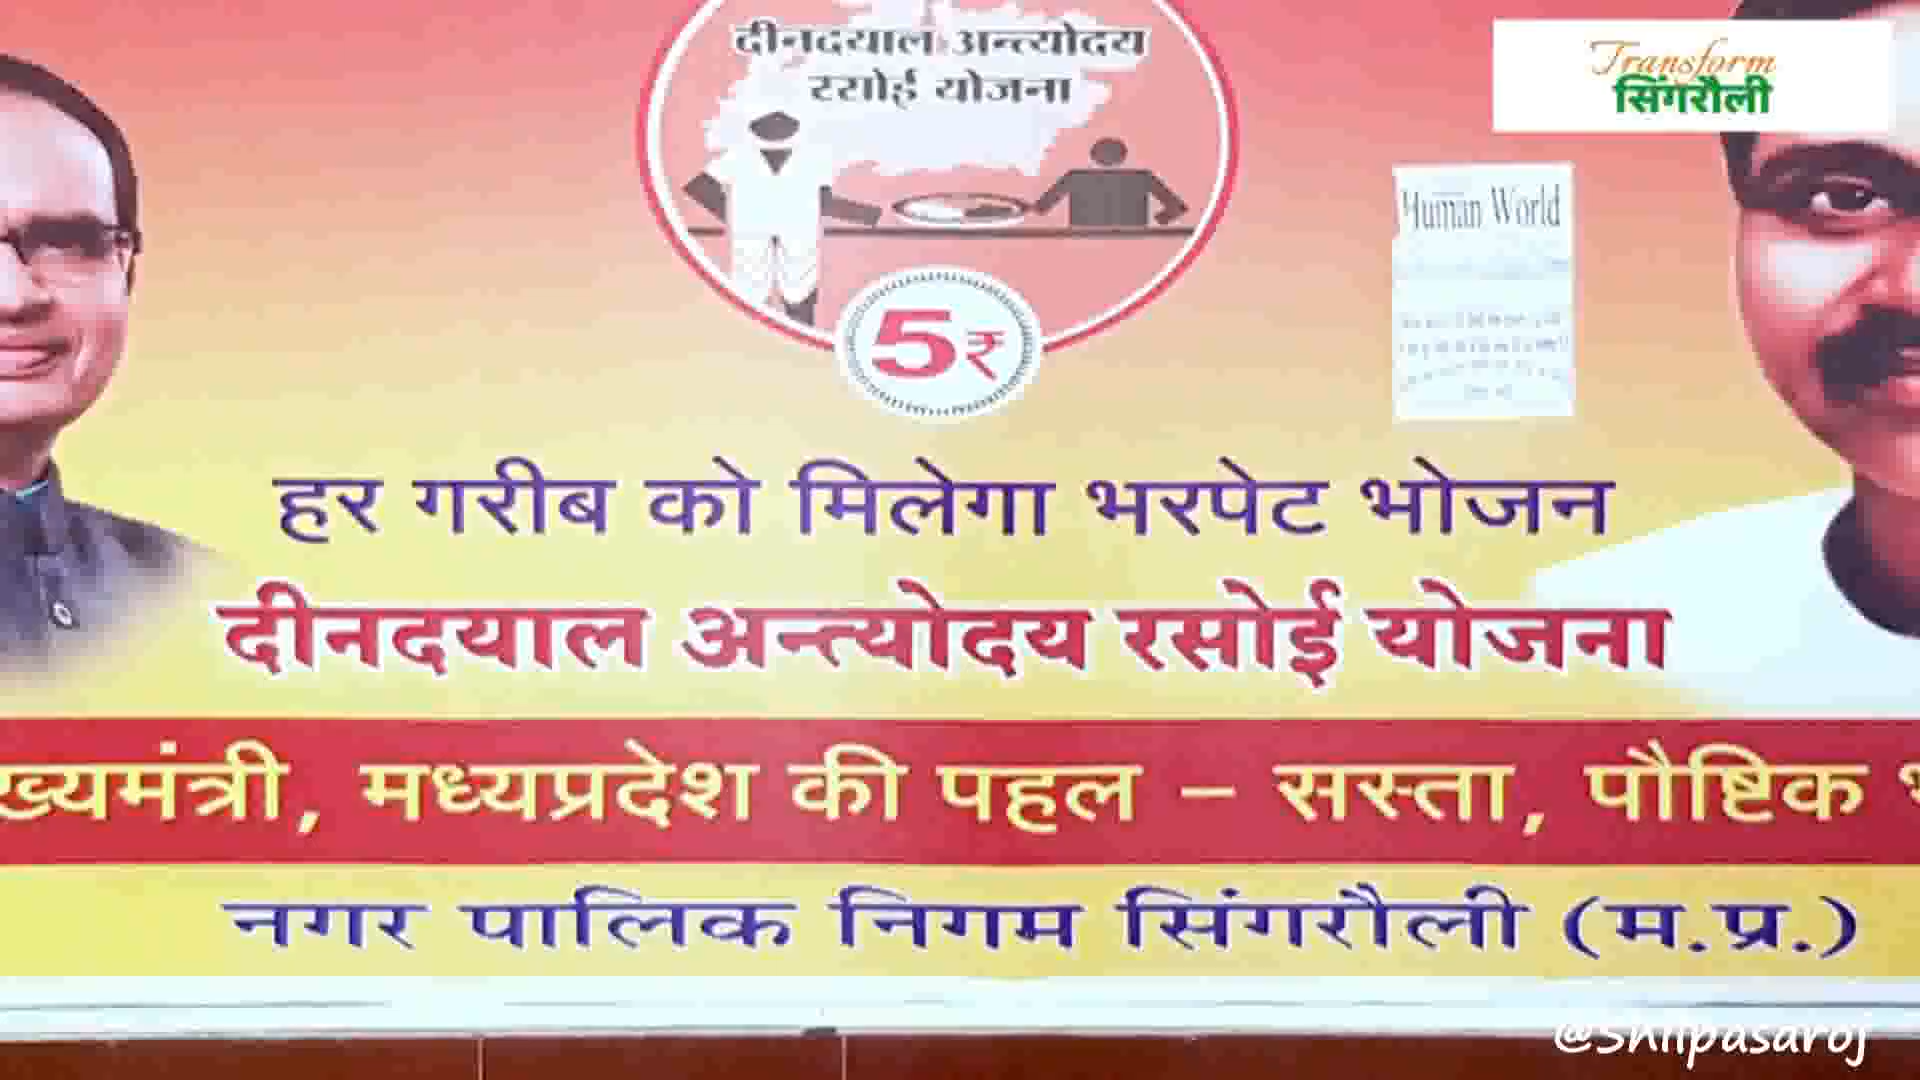 दीनदयाल अन्त्योदय
रसोई योजना
Transform
सिंगरौली
Human World
5₹
हर गरीब को मिलेगा भरपेट भोजन
दीनदयाल अन्त्योदय रसोई योजना
ख्यमंत्री, मध्यप्रदेश की पहल – सस्ता, पौष्टिक भ
नगर पालिक निगम सिंगरौली (म.प्र.)
@Shilpasaroj